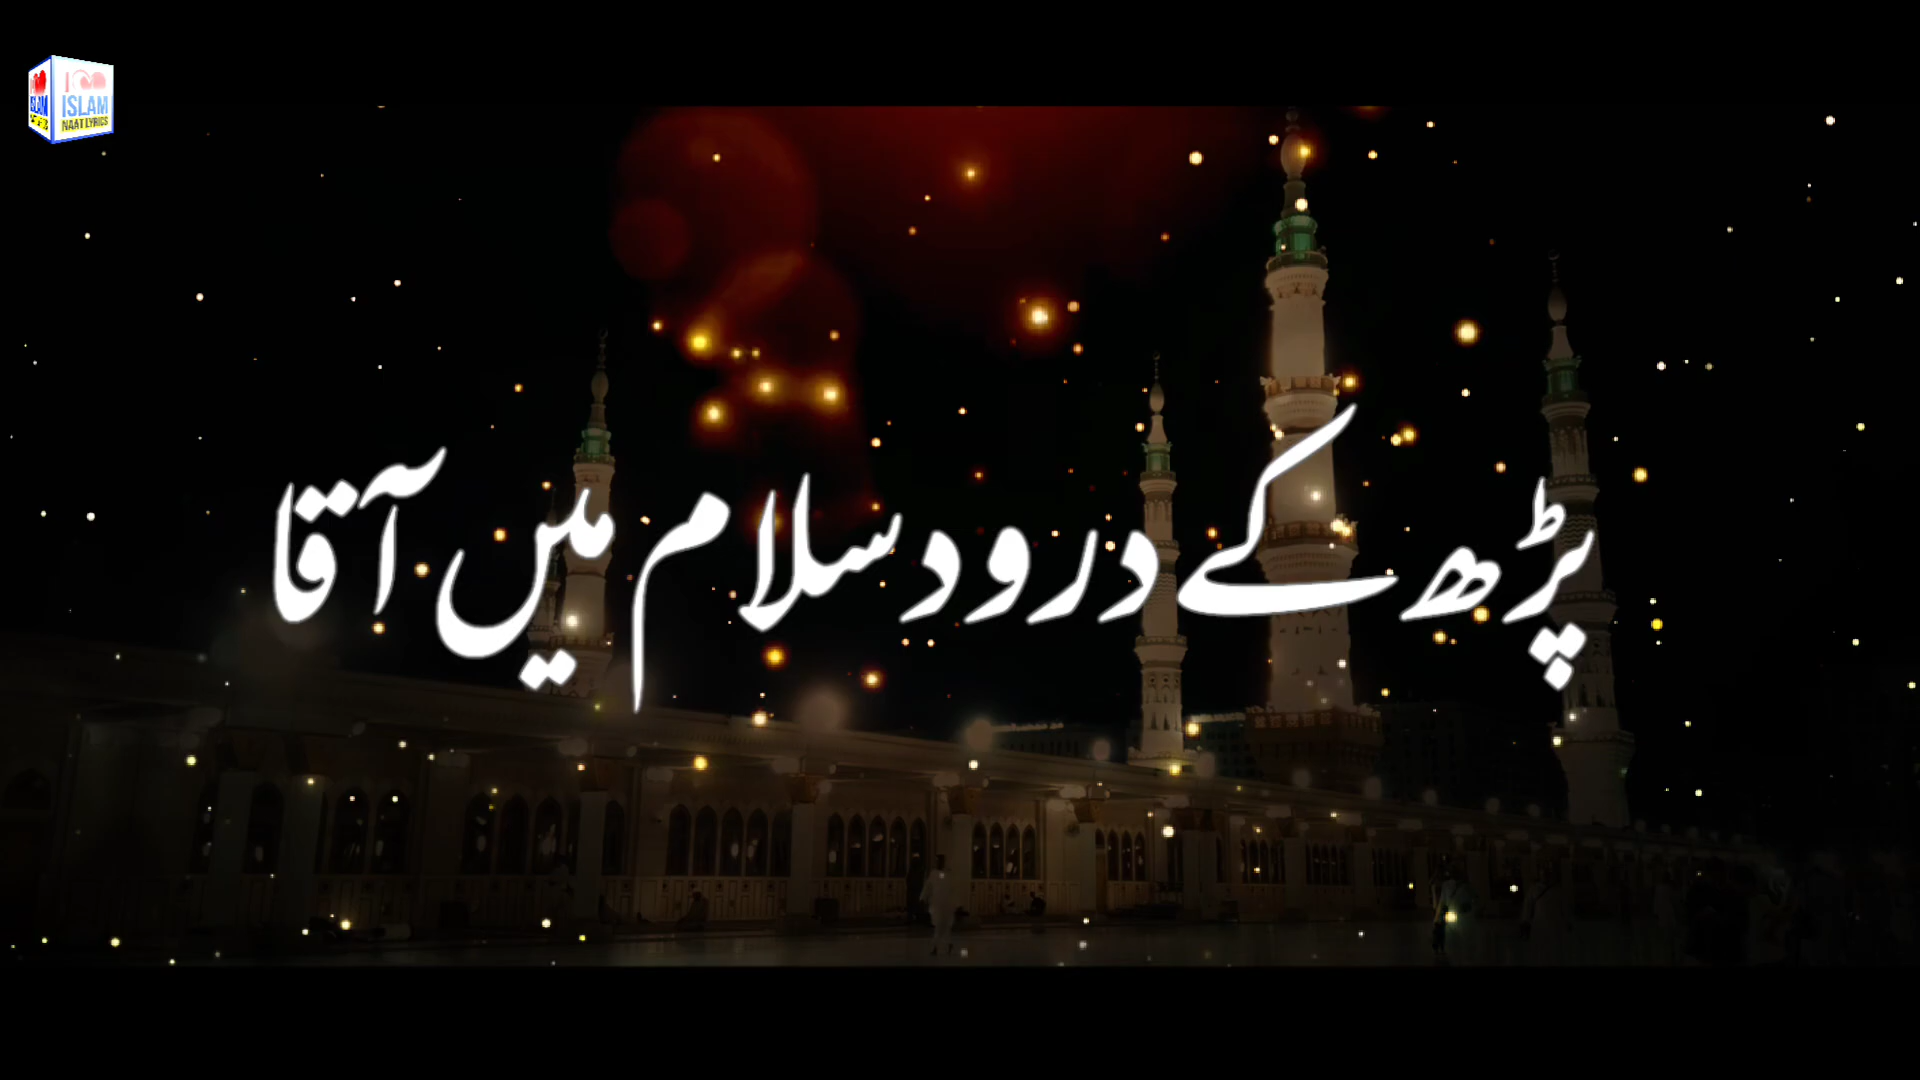 I ISLAM
NAAT LYRICS
پڑھ کے درود سلام میں آقا